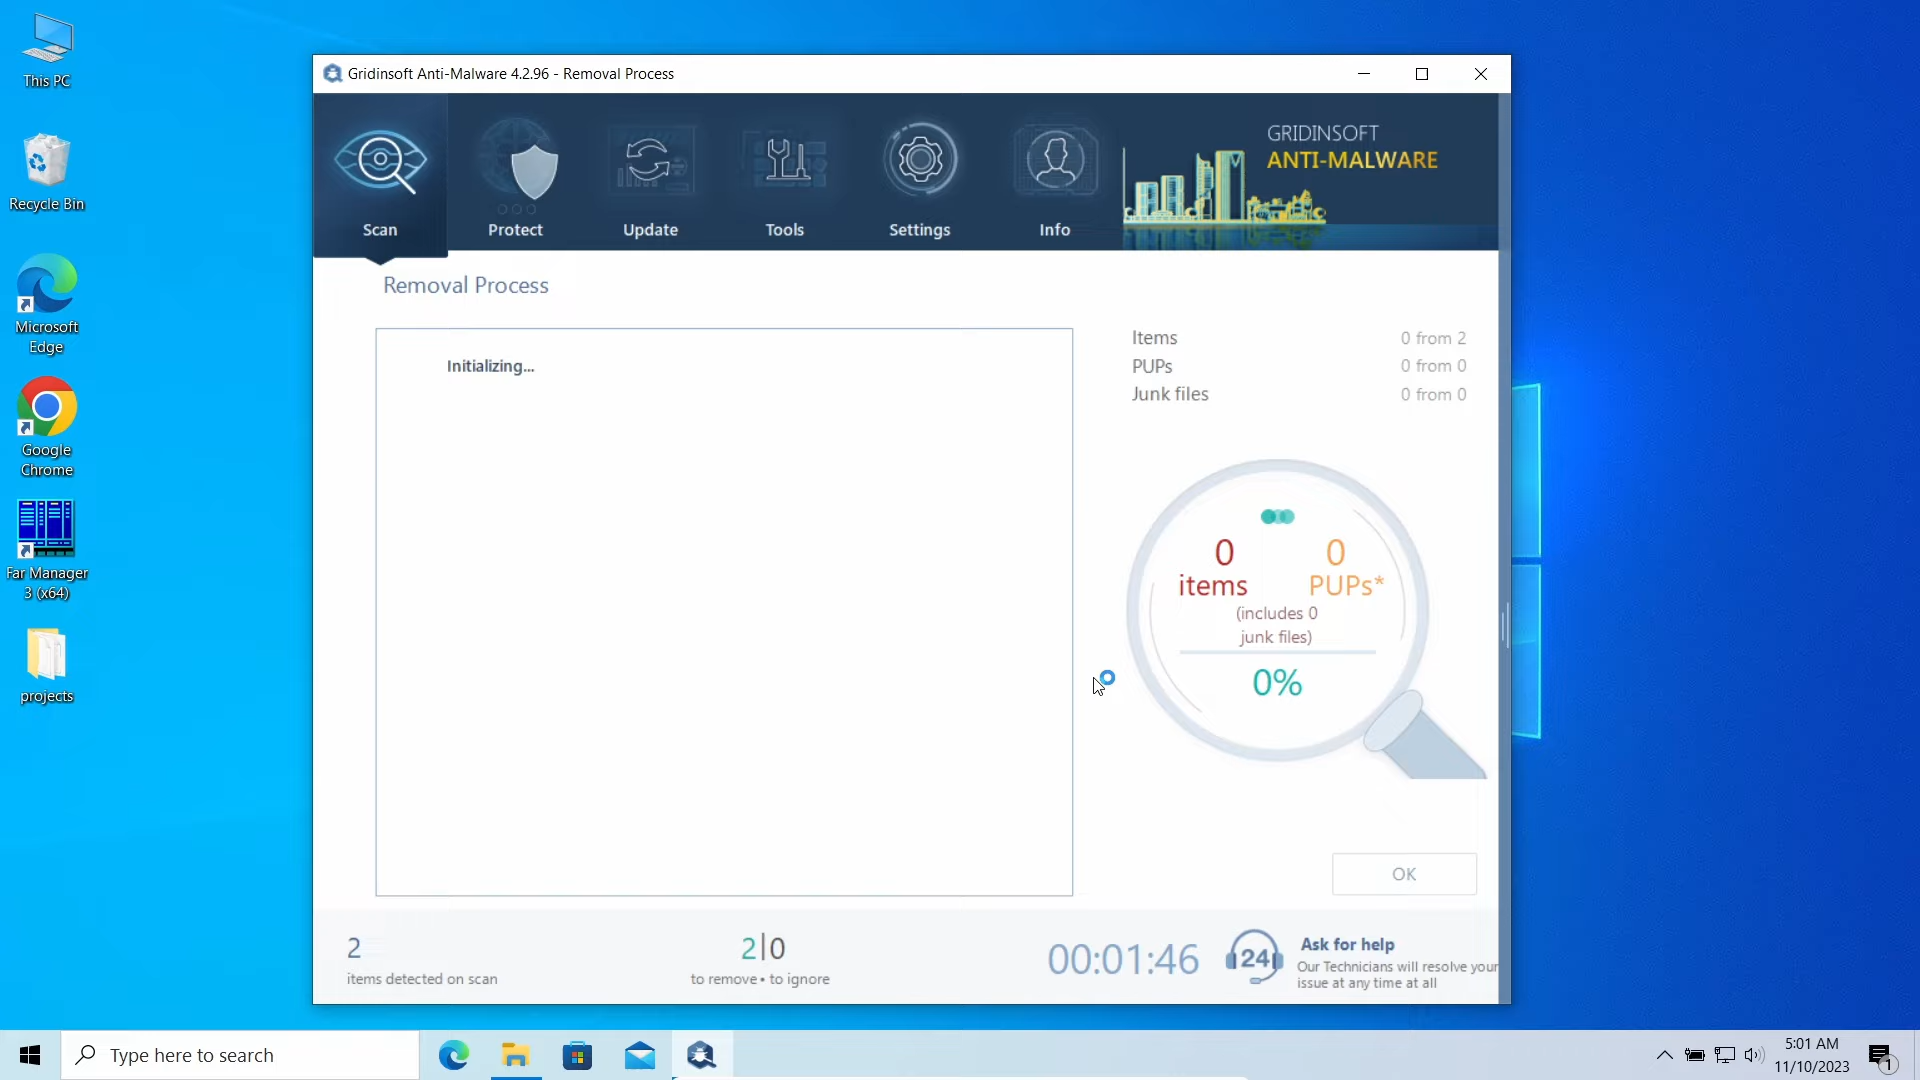 This PC
Recycle Bin
Microsoft
Edge
Google
Chrome
Far Manager
3 (x64)
projects
Gridinsoft Anti-Malware 4.2.96 - Removal Process
Scan
Protect
Update
Tools
Settings
Info
GRIDINSOFT
ANTI-MALWARE
Removal Process
Initializing...
Items 0 from 2
PUPs 0 from 0
Junk files 0 from 0
0 0
items PUPs*
(includes 0
junk files)
0%
OK
2
items detected on scan
2|0
to remove • to ignore
00:01:46
24
Ask for help
Our Technicians will resolve your
issue at any time at all
Type here to search
5:01 AM
11/10/2023
1